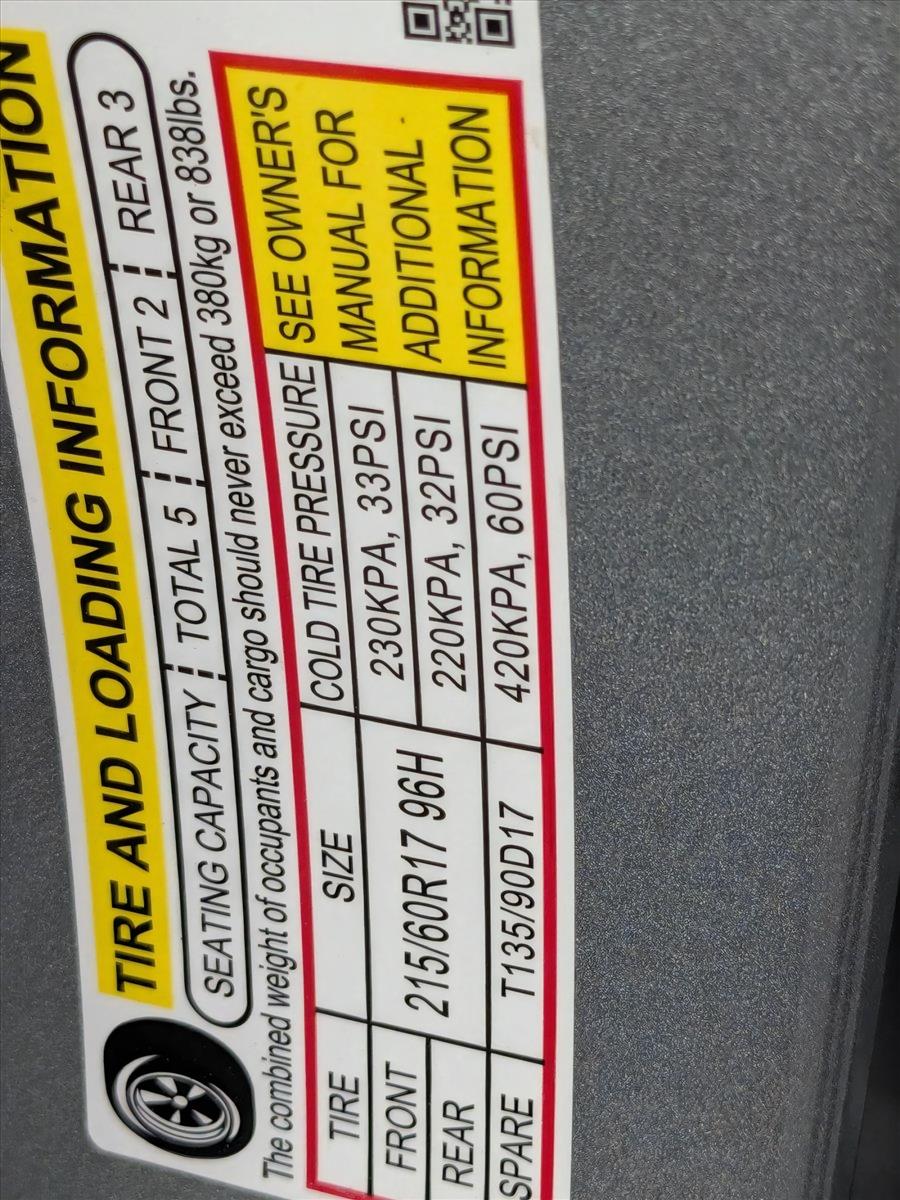 TIRE AND LOADING INFORMATION
SEATING CAPACITY TOTAL 5 FRONT 2 REAR 3
The combined weight of occupants and cargo should never exceed 380kg or 838lbs.
TIRE SIZE COLD TIRE PRESSURE
FRONT 215/60R17 96H 230KPA, 33PSI
REAR 220KPA, 32PSI
SPARE T135/90D17 420KPA, 60PSI
SEE OWNER'S
MANUAL FOR
ADDITIONAL
INFORMATION